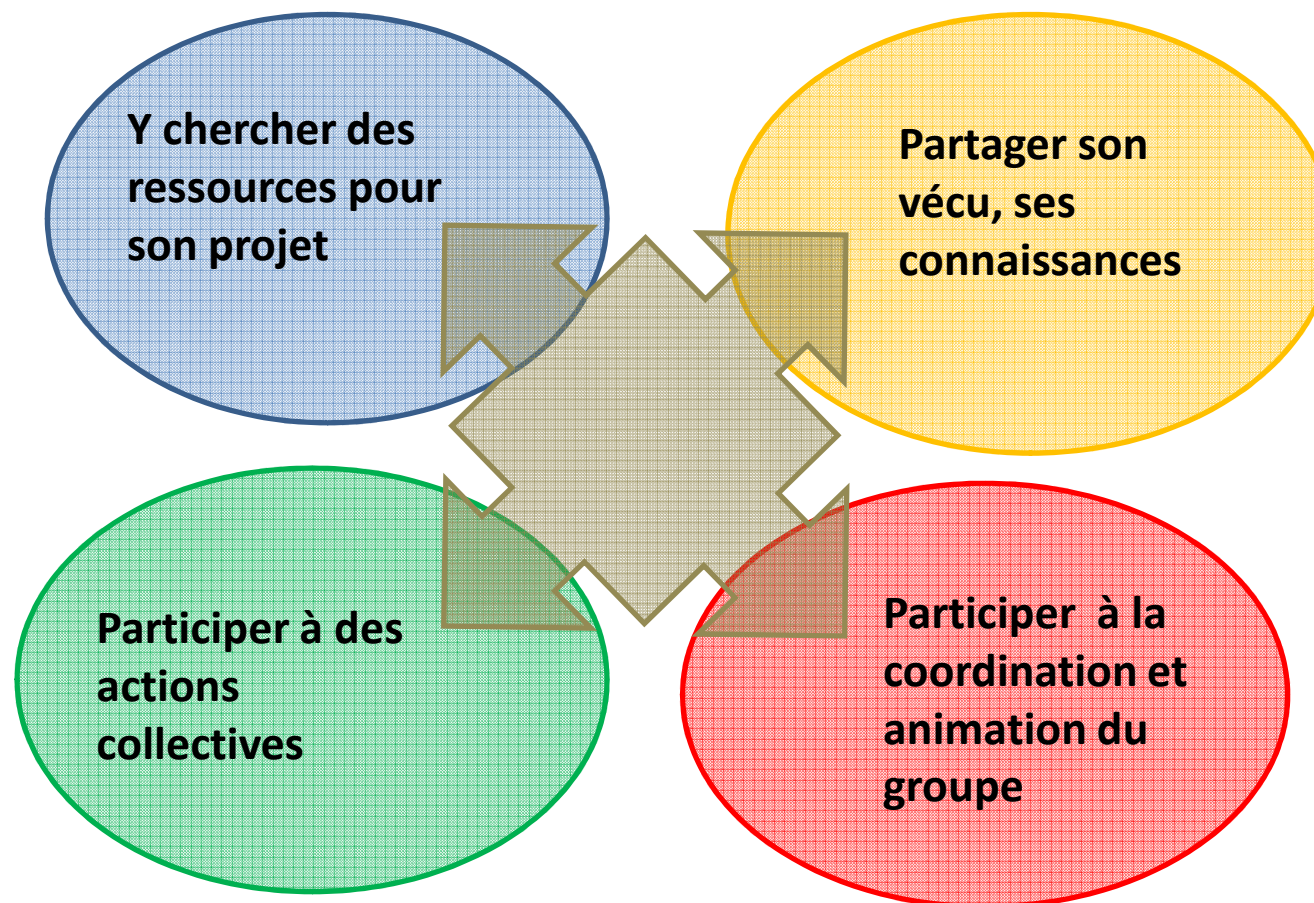 Y chercher des
ressources pour
son projet
Partager son
vécu, ses
connaissances
Participer à des
actions
collectives
Participer  à la
coordination et
animation du
groupe